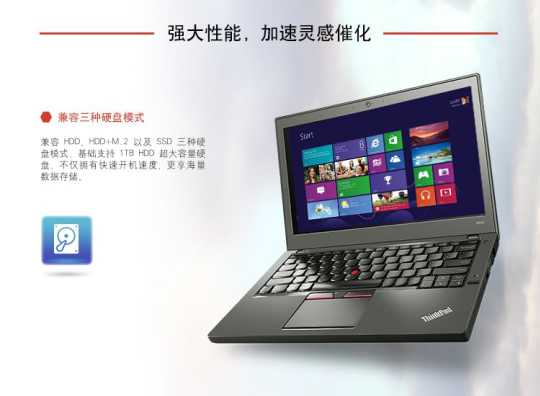 强大性能，加速灵感催化
兼容三种硬盘模式
兼容 HDD、HDD+M.2 以及 SSD 三种硬
盘模式，基础支持 1TB HDD 超大容量硬
盘，不仅拥有快速开机速度，更享海量
数据存储。
Start
ThinkPad